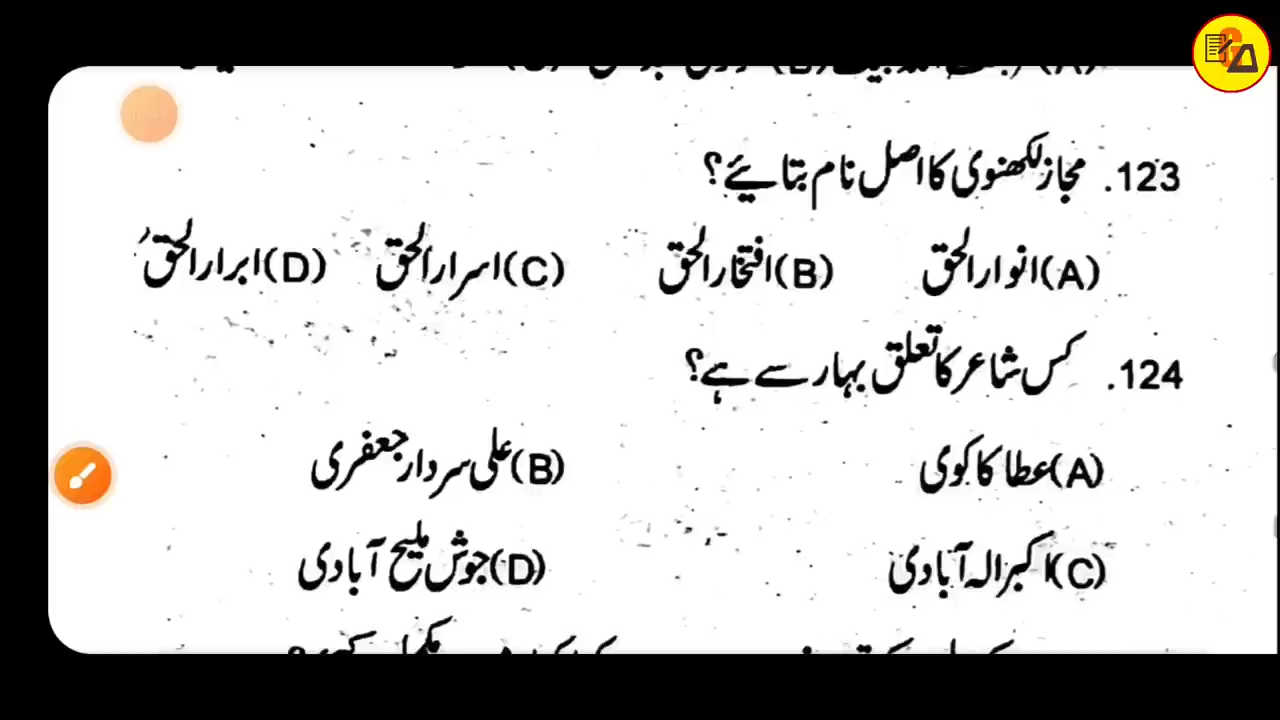 123. مجاز لکھنوی کا اصل نام بتائیے؟
(A) انوار الحق (B) افتخار الحق (C) اسرار الحق (D) ابرار الحق
124. کس شاعر کا تعلق بہار سے ہے؟
(A) عطا کاکوی (B) علی سردار جعفری
(C) اکبر الہ آبادی (D) جوش ملیح آبادی